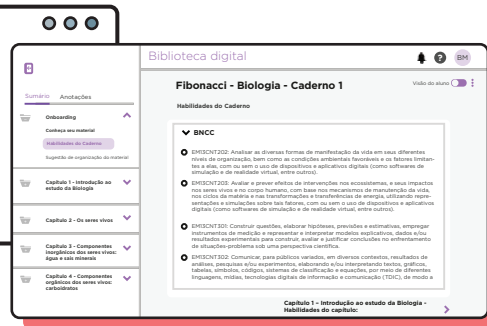 Biblioteca digital
BM
Sumário
Anotações
Onboarding
Conheça seu material
Habilidades do Caderno
Sugestão de organização do material
Capítulo 1 - Introdução ao
estudo da Biologia
Capítulo 2 - Os seres vivos
Capítulo 3 - Componentes
inorgânicos dos seres vivos:
água e sais minerais
Capítulo 4 - Componentes
orgânicos dos seres vivos:
carboidratos
Fibonacci - Biologia - Caderno 1
Visão do aluno
Habilidades do Caderno
BNCC
EM13CNT202: Analisar as diversas formas de manifestação da vida em seus diferentes
níveis de organização, bem como as condições ambientais favoráveis e os fatores limitan-
tes a elas, com ou sem o uso de dispositivos e aplicativos digitais (como softwares de
simulação e de realidade virtual, entre outros).
EM13CNT203: Avaliar e prever efeitos de intervenções nos ecossistemas, e seus impactos
nos seres vivos e no corpo humano, com base nos mecanismos de manutenção da vida,
nos ciclos da matéria e nas transformações e transferências de energia, utilizando repre-
sentações e simulações sobre tais fatores, com ou sem o uso de dispositivos e aplicativos
digitais (como softwares de simulação e de realidade virtual, entre outros).
EM13CNT301: Construir questões, elaborar hipóteses, previsões e estimativas, empregar
instrumentos de medição e representar e interpretar modelos explicativos, dados e/ou
resultados experimentais para construir, avaliar e justificar conclusões no enfrentamento
de situações-problema sob uma perspectiva científica.
EM13CNT302: Comunicar, para públicos variados, em diversos contextos, resultados de
análises, pesquisas e/ou experimentos, elaborando e/ou interpretando textos, gráficos,
tabelas, símbolos, códigos, sistemas de classificação e equações, por meio de diferentes
linguagens, mídias, tecnologias digitais de informação e comunicação (TDIC), de modo a
Capítulo 1 - Introdução ao estudo da Biologia -
Habilidades do capítulo: